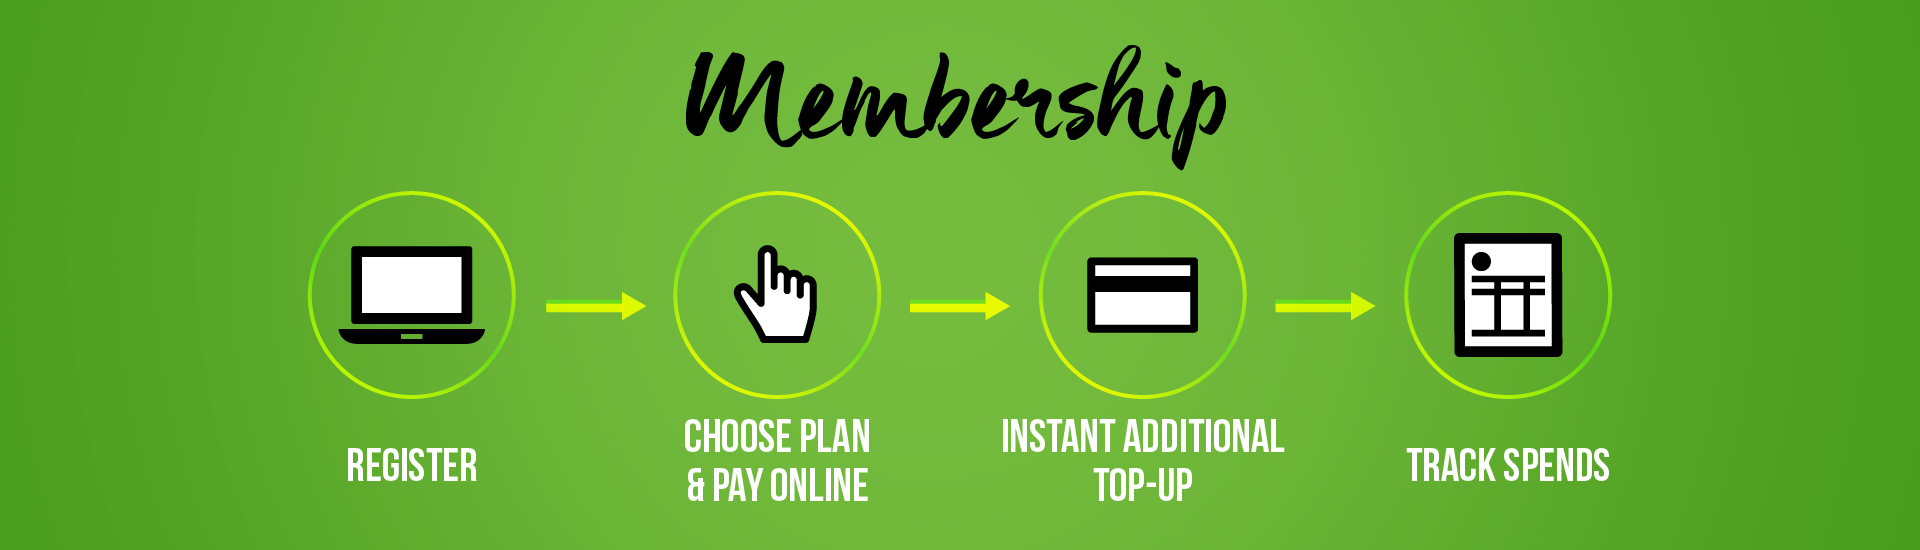 Membership
REGISTER
CHOOSE PLAN
& PAY ONLINE
INSTANT ADDITIONAL
TOP-UP
TRACK SPENDS